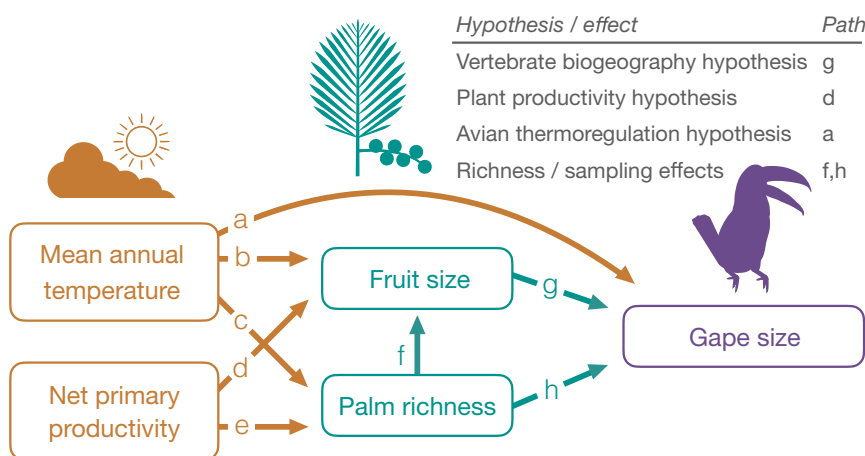 Hypothesis / effect Path
Vertebrate biogeography hypothesis g
Plant productivity hypothesis d
Avian thermoregulation hypothesis a
Richness / sampling effects f,h
a
Mean annual
temperature
b
Fruit size
g
c
Gape size
d
f
Net primary
productivity
e
Palm richness
h